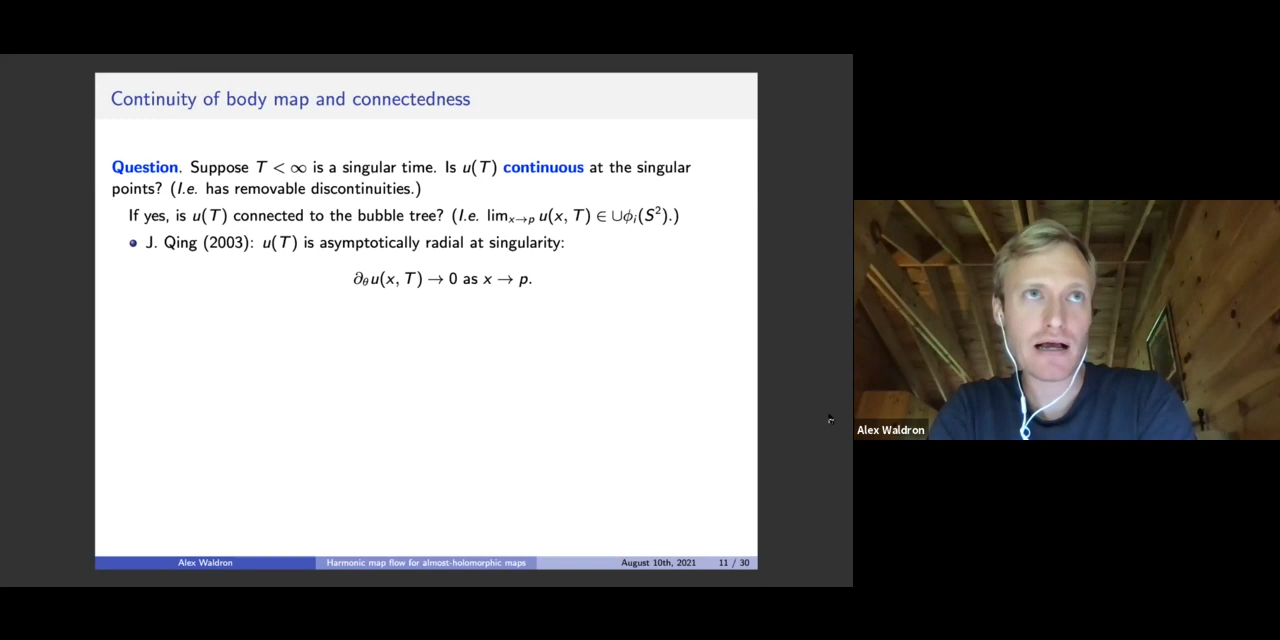 Continuity of body map and connectedness
Question. Suppose T < ∞ is a singular time. Is u(T) continuous at the singular
points? (I.e. has removable discontinuities.)
If yes, is u(T) connected to the bubble tree? (I.e. lim_{x→p} u(x, T) ∈ ∪ϕ_i(S²).)
J. Qing (2003): u(T) is asymptotically radial at singularity:
∂_θ u(x, T) → 0 as x → p.
Alex Waldron
Harmonic map flow for almost-holomorphic maps
August 10th, 2021
11 / 30
Alex Waldron